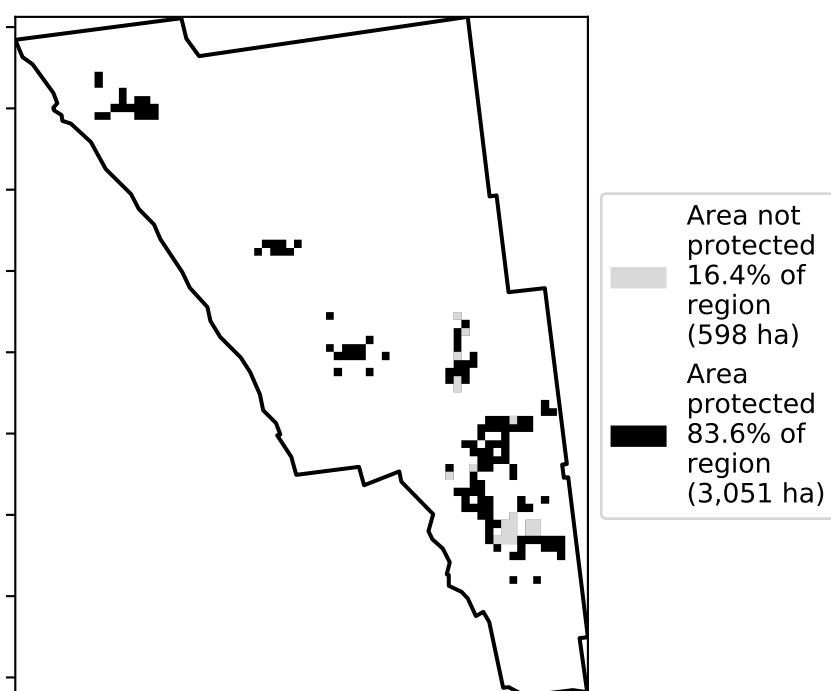 Area not
protected
16.4% of
region
(598 ha)
Area
protected
83.6% of
region
(3,051 ha)